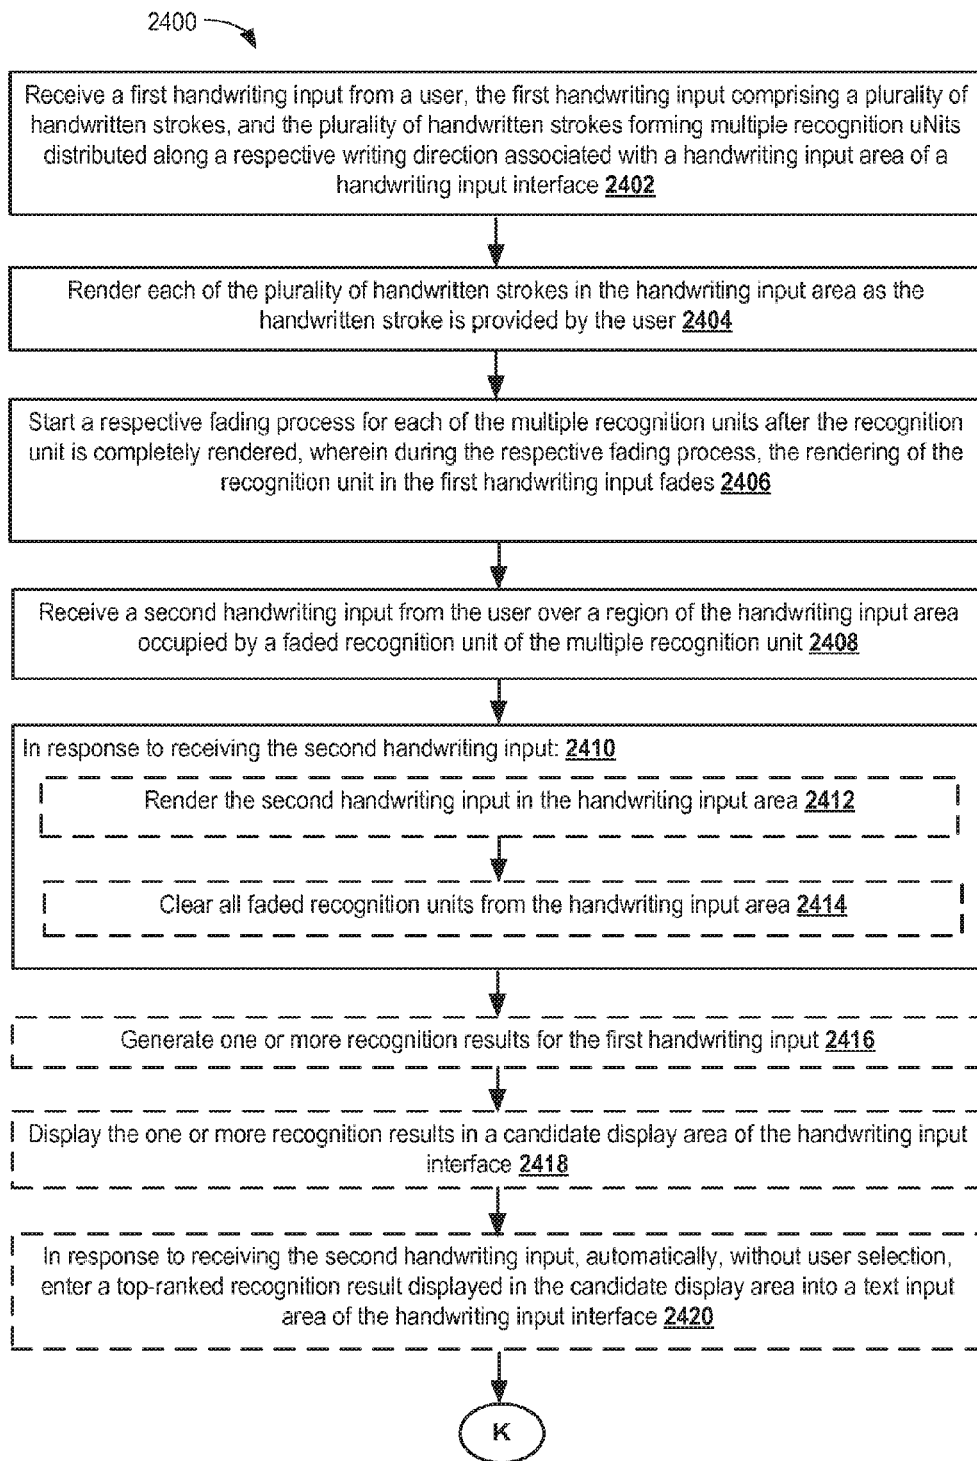 2400
Receive a first handwriting input from a user, the first handwriting input comprising a plurality of
handwritten strokes, and the plurality of handwritten strokes forming multiple recognition uNits
distributed along a respective writing direction associated with a handwriting input area of a
handwriting input interface 2402
Render each of the plurality of handwritten strokes in the handwriting input area as the
handwritten stroke is provided by the user 2404
Start a respective fading process for each of the multiple recognition units after the recognition
unit is completely rendered, wherein during the respective fading process, the rendering of the
recognition unit in the first handwriting input fades 2406
Receive a second handwriting input from the user over a region of the handwriting input area
occupied by a faded recognition unit of the multiple recognition unit 2408
In response to receiving the second handwriting input: 2410
Render the second handwriting input in the handwriting input area 2412
Clear all faded recognition units from the handwriting input area 2414
Generate one or more recognition results for the first handwriting input 2416
Display the one or more recognition results in a candidate display area of the handwriting input
interface 2418
In response to receiving the second handwriting input, automatically, without user selection,
enter a top-ranked recognition result displayed in the candidate display area into a text input
area of the handwriting input interface 2420
K